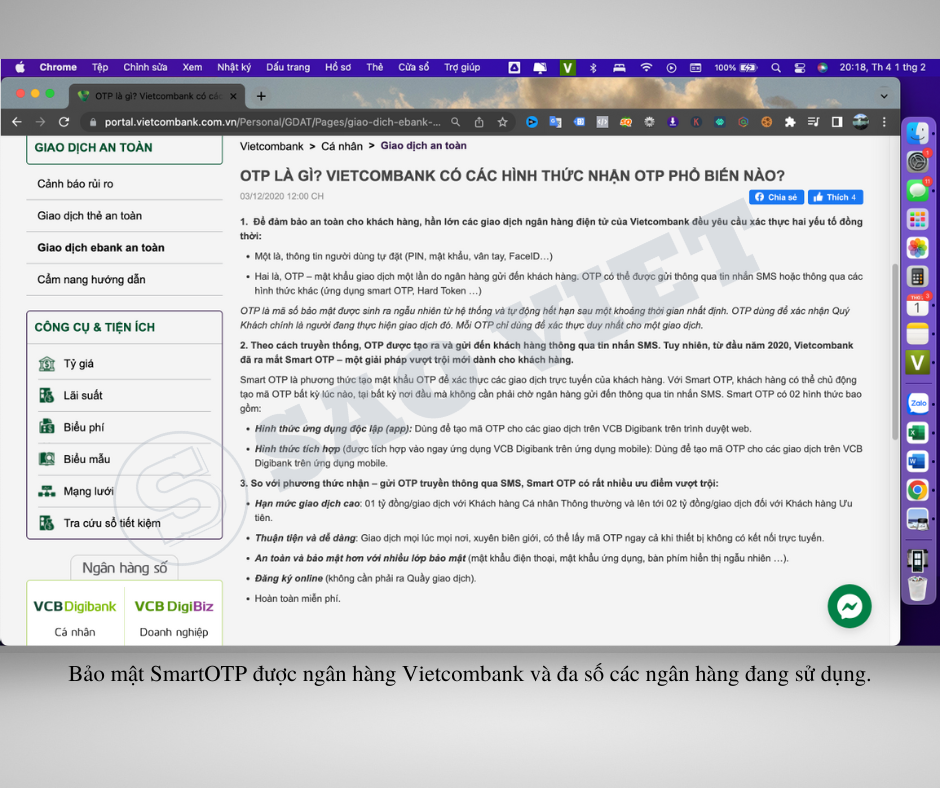 Chrome Tệp Chỉnh sửa Xem Nhật ký Dấu trang Hồ sơ Thẻ Cửa sổ Trợ giúp 100% 20:18, Th 4 1 thg 2
OTP là gì? Vietcombank có các
portal.vietcombank.com.vn/Personal/GDAT/Pages/giao-dich-ebank-...
GIAO DỊCH AN TOÀN
Cảnh báo rủi ro
Giao dịch thẻ an toàn
Giao dịch ebank an toàn
Cẩm nang hướng dẫn
CÔNG CỤ & TIỆN ÍCH
Tỷ giá
Lãi suất
Biểu phí
Biểu mẫu
Mạng lưới
Tra cứu sổ tiết kiệm
Ngân hàng số
VCB Digibank VCB DigiBiz
Cá nhân Doanh nghiệp
Vietcombank > Cá nhân > Giao dịch an toàn
OTP LÀ GÌ? VIETCOMBANK CÓ CÁC HÌNH THỨC NHẬN OTP PHỔ BIẾN NÀO?
03/12/2020 12:00 CH
Chia sẻ Thích 4
1. Để đảm bảo an toàn cho khách hàng, hần lớn các giao dịch ngân hàng điện tử của Vietcombank đều yêu cầu xác thực hai yếu tố đồng
thời:
• Một là, thông tin người dùng tự đặt (PIN, mật khẩu, vân tay, FaceID…)
• Hai là, OTP – mật khẩu giao dịch một lần do ngân hàng gửi đến khách hàng. OTP có thể được gửi thông qua tin nhắn SMS hoặc thông qua các
hình thức khác (ứng dụng smart OTP, Hard Token …)
OTP là mã số bảo mật được sinh ra ngẫu nhiên từ hệ thống và tự động hết hạn sau một khoảng thời gian nhất định. OTP dùng để xác nhận Quý
Khách chính là người đang thực hiện giao dịch đó. Mỗi OTP chỉ dùng để xác thực duy nhất cho một giao dịch.
2. Theo cách truyền thống, OTP được tạo ra và gửi đến khách hàng thông qua tin nhắn SMS. Tuy nhiên, từ đầu năm 2020, Vietcombank
đã ra mắt Smart OTP – một giải pháp vượt trội mới dành cho khách hàng.
Smart OTP là phương thức tạo mật khẩu OTP để xác thực các giao dịch trực tuyến của khách hàng. Với Smart OTP, khách hàng có thể chủ động
tạo mã OTP bất kỳ lúc nào, tại bất kỳ nơi đâu mà không cần phải chờ ngân hàng gửi đến thông qua tin nhắn SMS. Smart OTP có 02 hình thức bao
gồm:
• Hình thức ứng dụng độc lập (app): Dùng để tạo mã OTP cho các giao dịch trên VCB Digibank trên trình duyệt web.
• Hình thức tích hợp (được tích hợp vào ngay ứng dụng VCB Digibank trên ứng dụng mobile): Dùng để tạo mã OTP cho các giao dịch trên VCB
Digibank trên ứng dụng mobile.
3. So với phương thức nhận – gửi OTP truyền thống qua SMS, Smart OTP có rất nhiều ưu điểm vượt trội:
• Hạn mức giao dịch cao: 01 tỷ đồng/giao dịch với Khách hàng Cá nhân Thông thường và lên tới 02 tỷ đồng/giao dịch đối với Khách hàng Ưu
tiên.
• Thuận tiện và dễ dàng: Giao dịch mọi lúc mọi nơi, xuyên biên giới, có thể lấy mã OTP ngay cả khi thiết bị không có kết nối trực tuyến.
• An toàn và bảo mật hơn với nhiều lớp bảo mật (mật khẩu điện thoại, mật khẩu ứng dụng, bàn phím hiển thị ngẫu nhiên …).
• Đăng ký online (không cần phải ra Quầy giao dịch).
• Hoàn toàn miễn phí.
SAO VIET
Zalo
Bảo mật SmartOTP được ngân hàng Vietcombank và đa số các ngân hàng đang sử dụng.